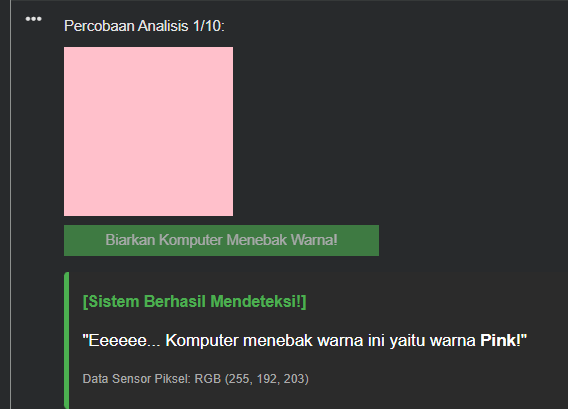 Percobaan Analisis 1/10:
Biarkan Komputer Menebak Warna!
[Sistem Berhasil Mendeteksi!]
"Eeeeee... Komputer menebak warna ini yaitu warna Pink!"
Data Sensor Piksel: RGB (255, 192, 203)